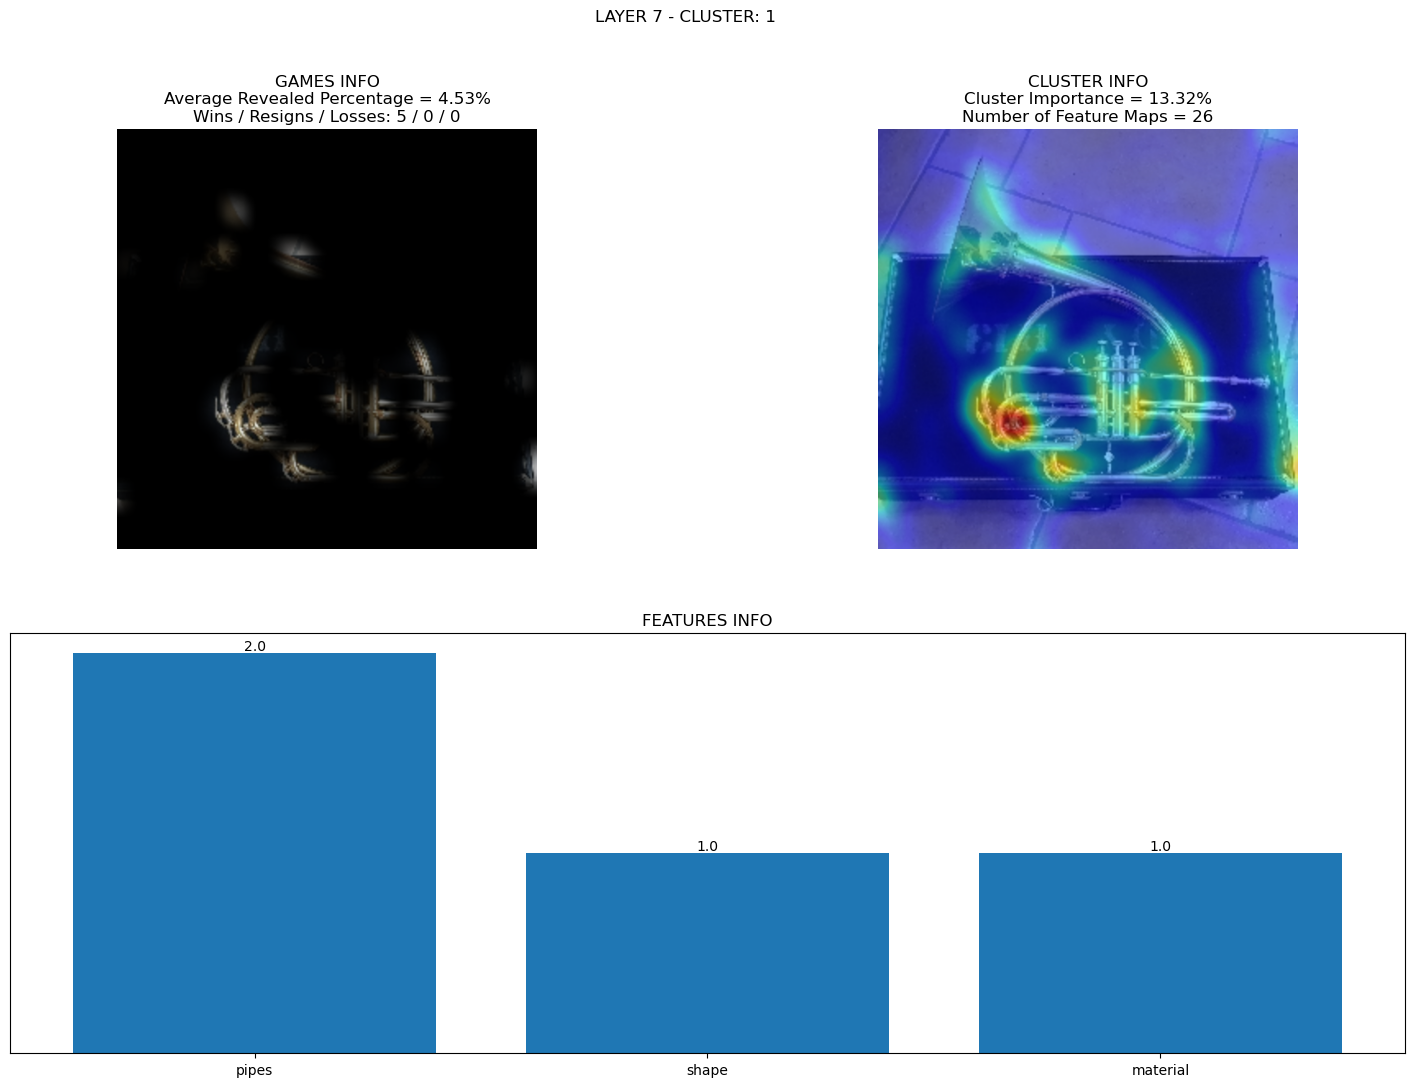 LAYER 7 - CLUSTER: 1
GAMES INFO
Average Revealed Percentage = 4.53%
Wins / Resigns / Losses: 5 / 0 / 0
CLUSTER INFO
Cluster Importance = 13.32%
Number of Feature Maps = 26
FEATURES INFO
2.0
1.0
1.0
pipes
shape
material